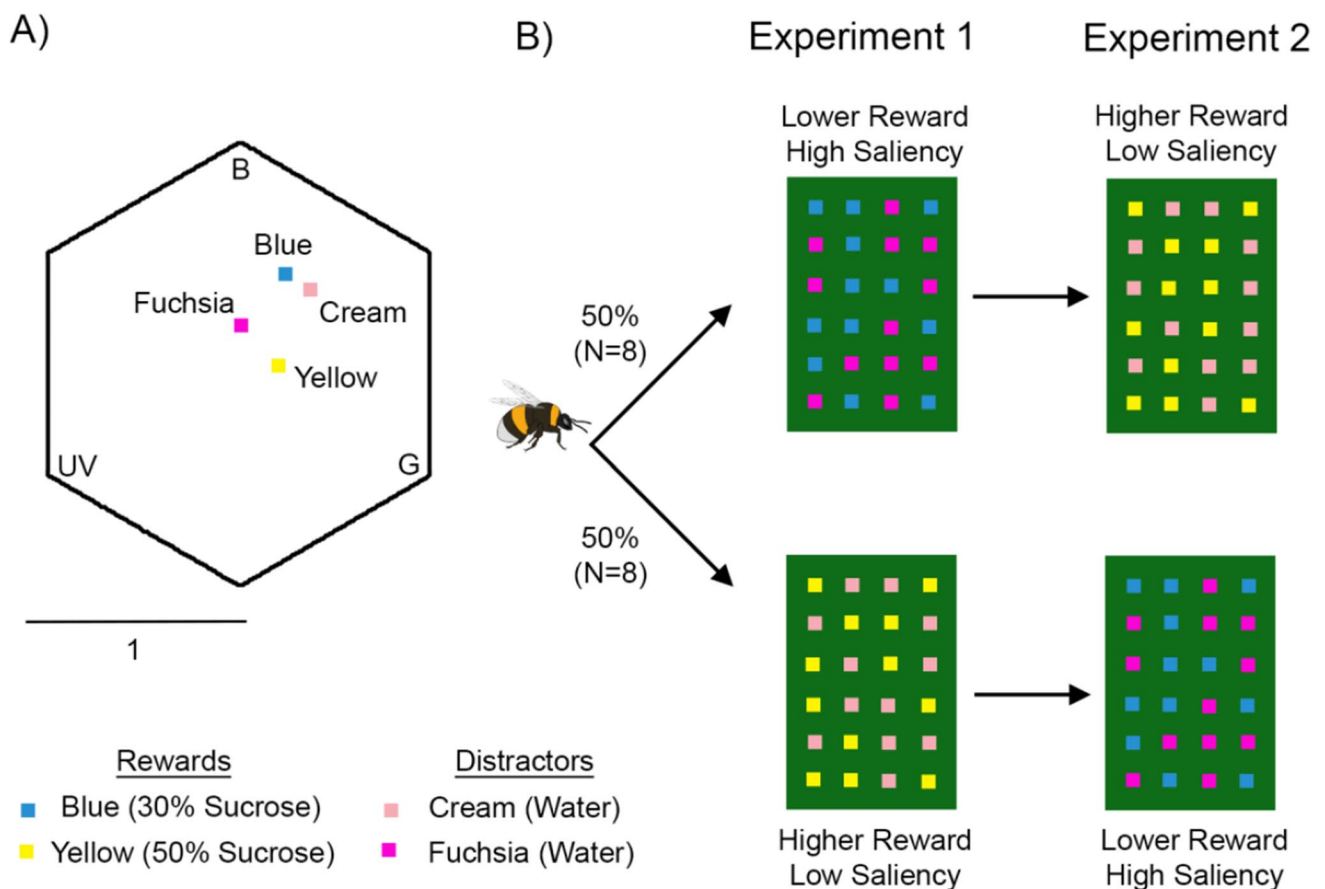 A)
B)
Experiment 1
Experiment 2
B
Blue
Fuchsia
Cream
Yellow
UV
G
1
50%
(N=8)
50%
(N=8)
Lower Reward
High Saliency
Higher Reward
Low Saliency
Higher Reward
Low Saliency
Lower Reward
High Saliency
Rewards
Blue (30% Sucrose)
Yellow (50% Sucrose)
Distractors
Cream (Water)
Fuchsia (Water)